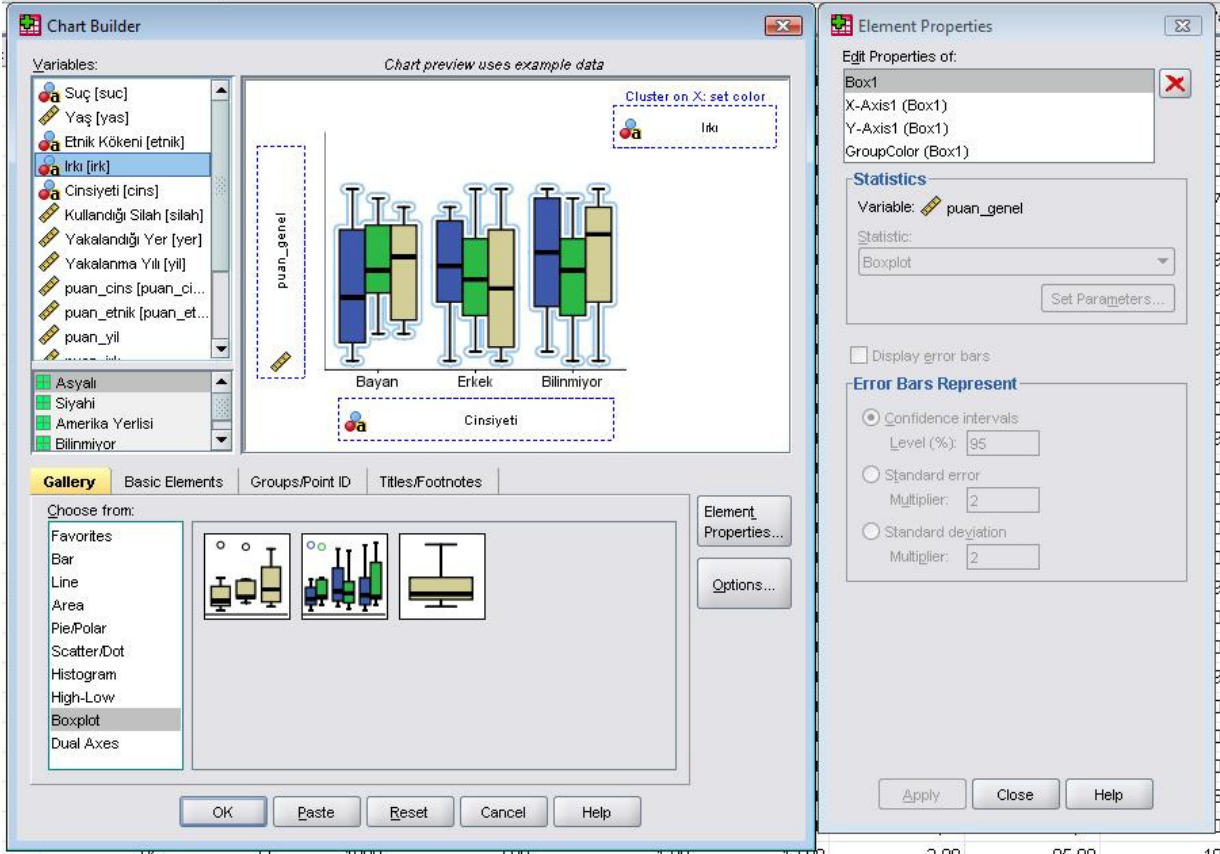 Chart Builder
Variables:
Suç [suc]
Yaş [yas]
Etnik Kökeni [etnik]
Irkı [irk]
Cinsiyeti [cins]
Kullandığı Silah [silah]
Yakalandığı Yer [yer]
Yakalanma Yılı [yil]
puan_cins [puan_ci...
puan_etnik [puan_et...
puan_yil
Asyalı
Siyahi
Amerika Yerlisi
Bilinmiyor
Chart preview uses example data
Cluster on X: set color
Irkı
puan_genel
Bayan Erkek Bilinmiyor
Cinsiyeti
Gallery Basic Elements Groups/Point ID Titles/Footnotes
Choose from:
Favorites
Bar
Line
Area
Pie/Polar
Scatter/Dot
Histogram
High-Low
Boxplot
Dual Axes
Element
Properties...
Options...
OK Paste Reset Cancel Help
Element Properties
Edit Properties of:
Box1
X-Axis1 (Box1)
Y-Axis1 (Box1)
GroupColor (Box1)
Statistics
Variable: puan_genel
Statistic:
Boxplot
Set Parameters...
Display error bars
Error Bars Represent
Confidence intervals
Level (%): 95
Standard error
Multiplier: 2
Standard deviation
Multiplier: 2
Apply Close Help